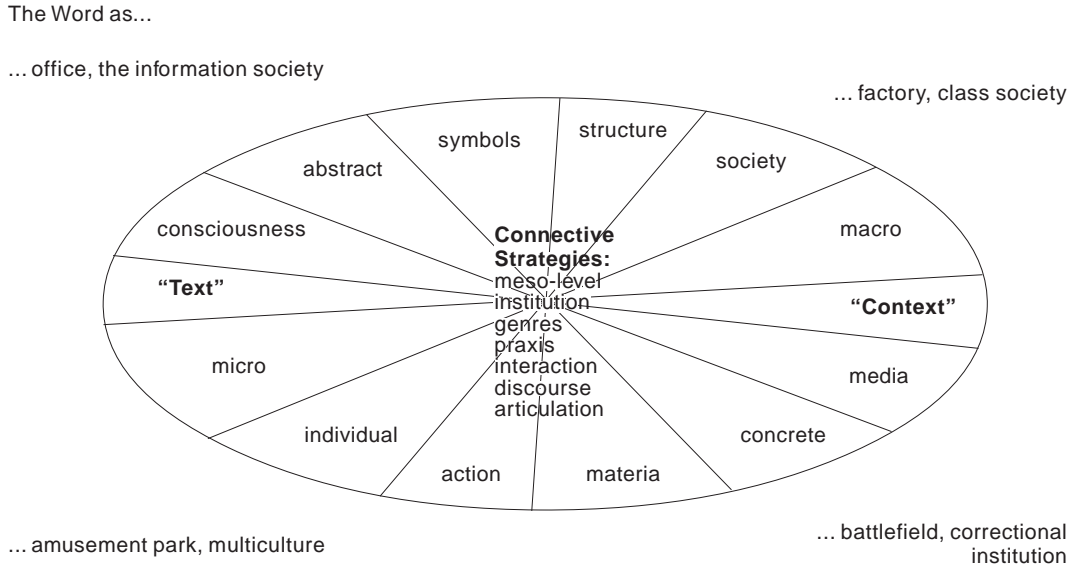 The Word as...
... office, the information society
... factory, class society
symbols
structure
abstract
society
consciousness
macro
Connective
Strategies:
meso-level
institution
genres
praxis
interaction
discourse
articulation
“Text”
“Context”
micro
media
individual
concrete
action
materia
... amusement park, multiculture
... battlefield, correctional
institution